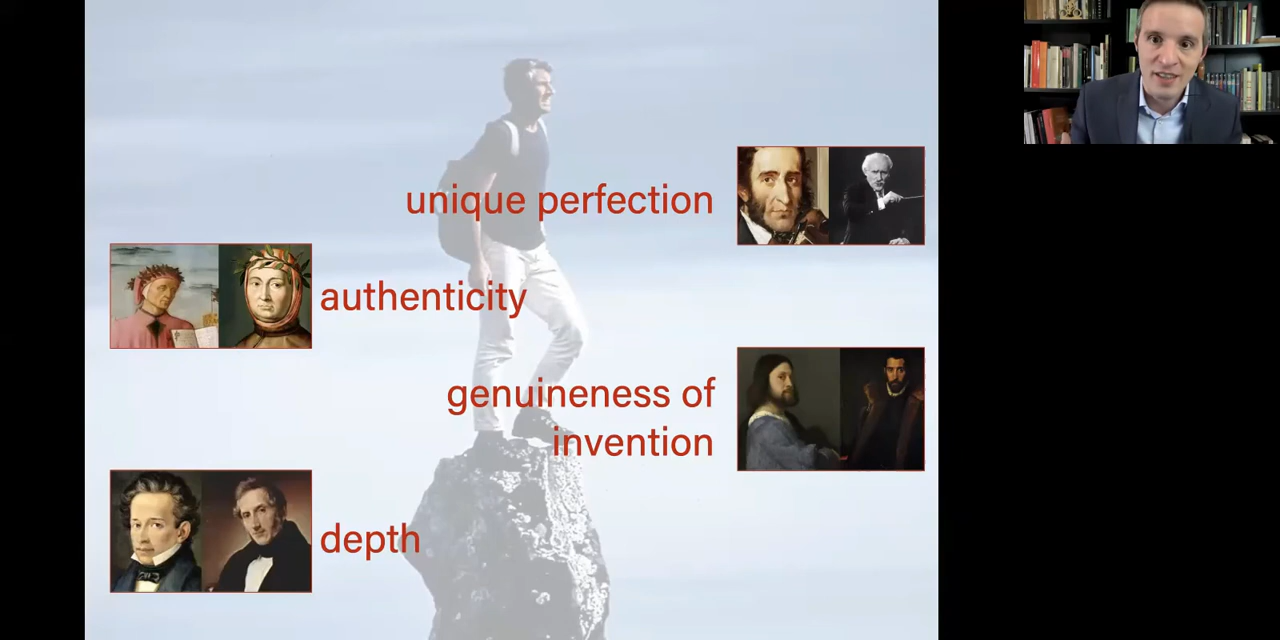 unique perfection
authenticity
genuineness of
invention
depth